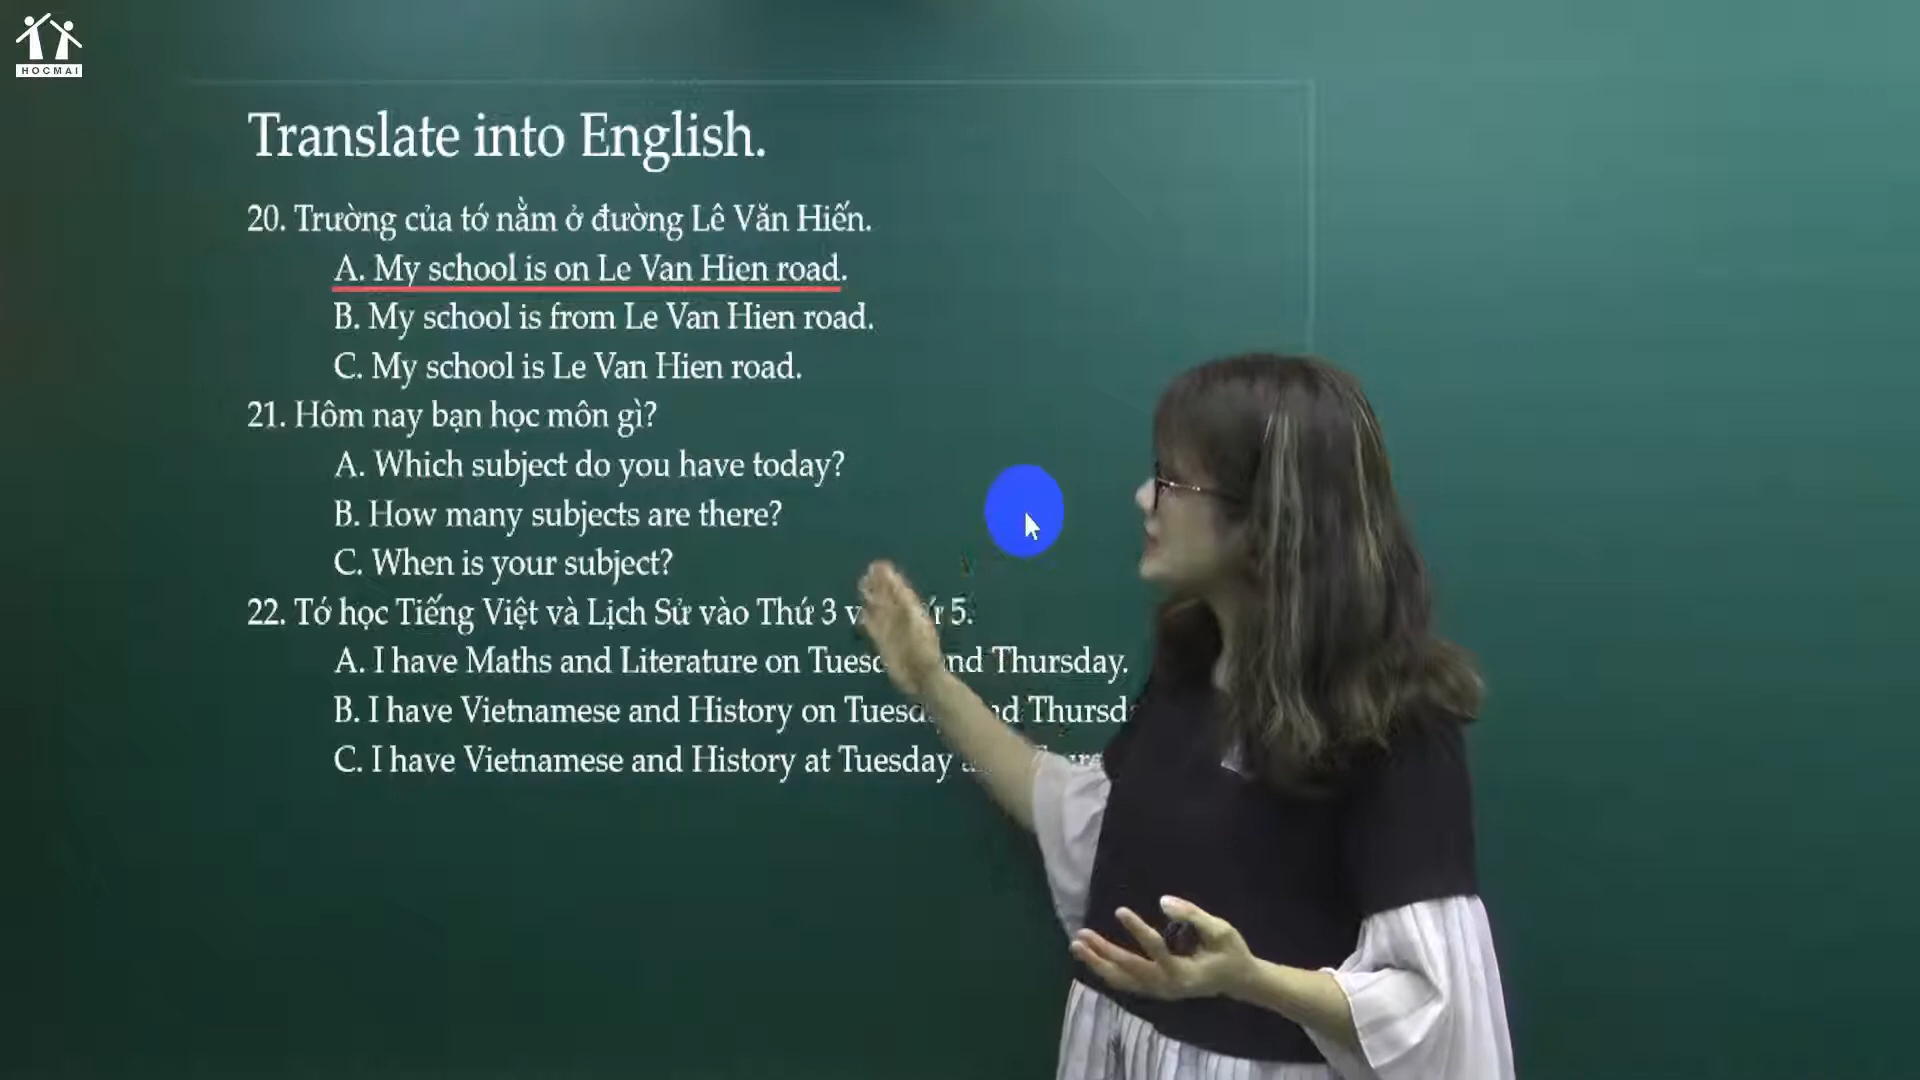 HOCMAI
Translate into English.
20. Trường của tớ nằm ở đường Lê Văn Hiến.
A. My school is on Le Van Hien road.
B. My school is from Le Van Hien road.
C. My school is Le Van Hien road.
21. Hôm nay bạn học môn gì?
A. Which subject do you have today?
B. How many subjects are there?
C. When is your subject?
22. Tớ học Tiếng Việt và Lịch Sử vào Thứ 3 5.
A. I have Maths and Literature on Thursday.
B. I have Vietnamese and History on
C. I have Vietnamese and History at Tuesday